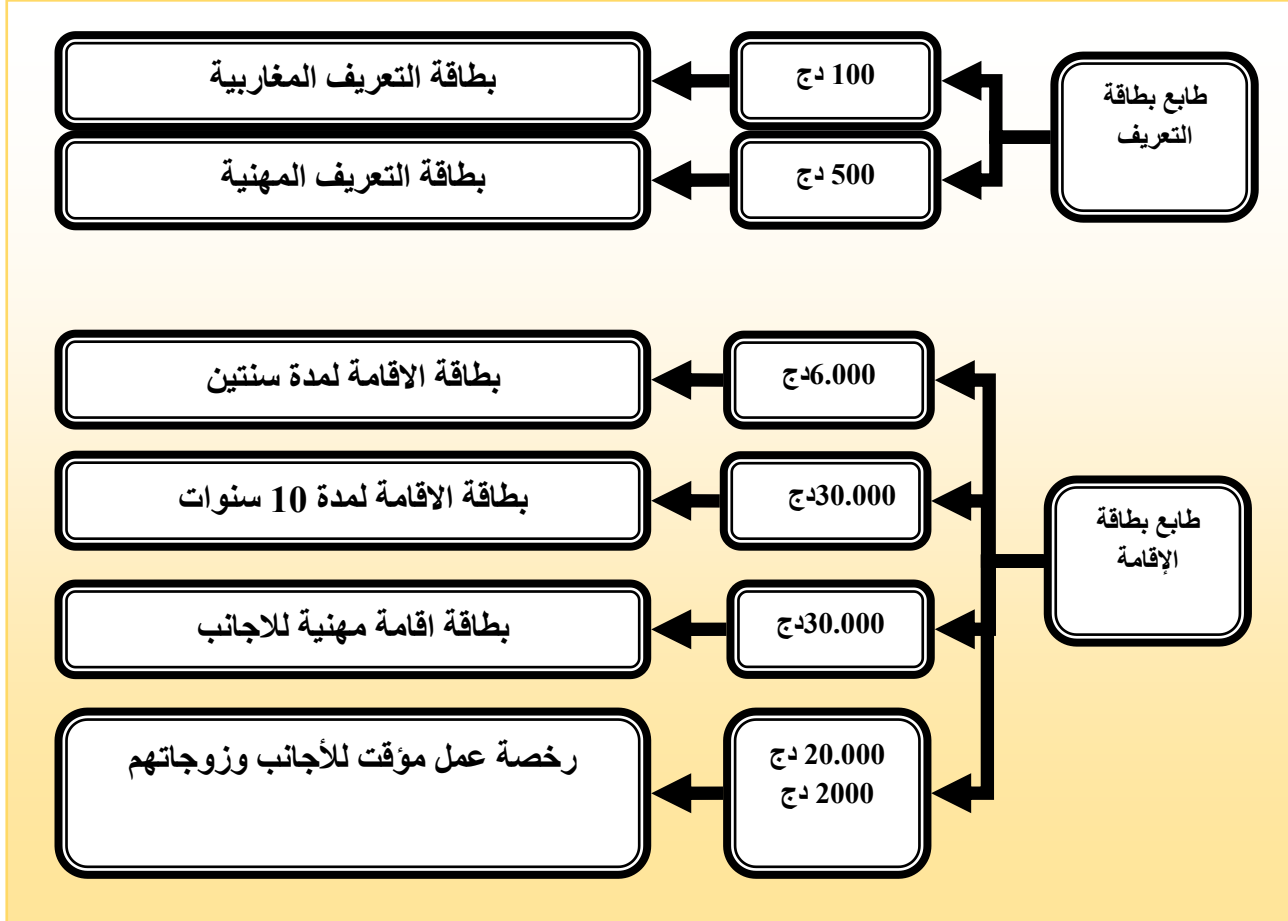 طابع بطاقة
التعريف
100 دج
بطاقة التعريف المغاربية
500 دج
بطاقة التعريف المهنية
طابع بطاقة
الإقامة
6.000دج
بطاقة الاقامة لمدة سنتين
30.000دج
بطاقة الاقامة لمدة 10 سنوات
30.000دج
بطاقة اقامة مهنية للاجانب
20.000 دج
2000 دج
رخصة عمل مؤقت للأجانب وزوجاتهم